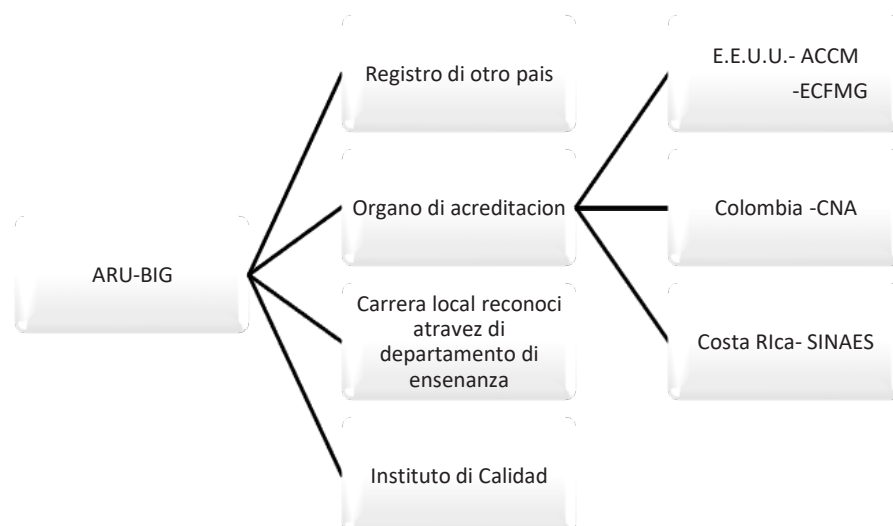 ARU-BIG
Registro di otro pais
Organo di acreditacion
Carrera local reconoci
atravez di
departamento di
ensenanza
Instituto di Calidad
E.E.U.U.- ACCM
-ECFMG
Colombia -CNA
Costa RIca- SINAES